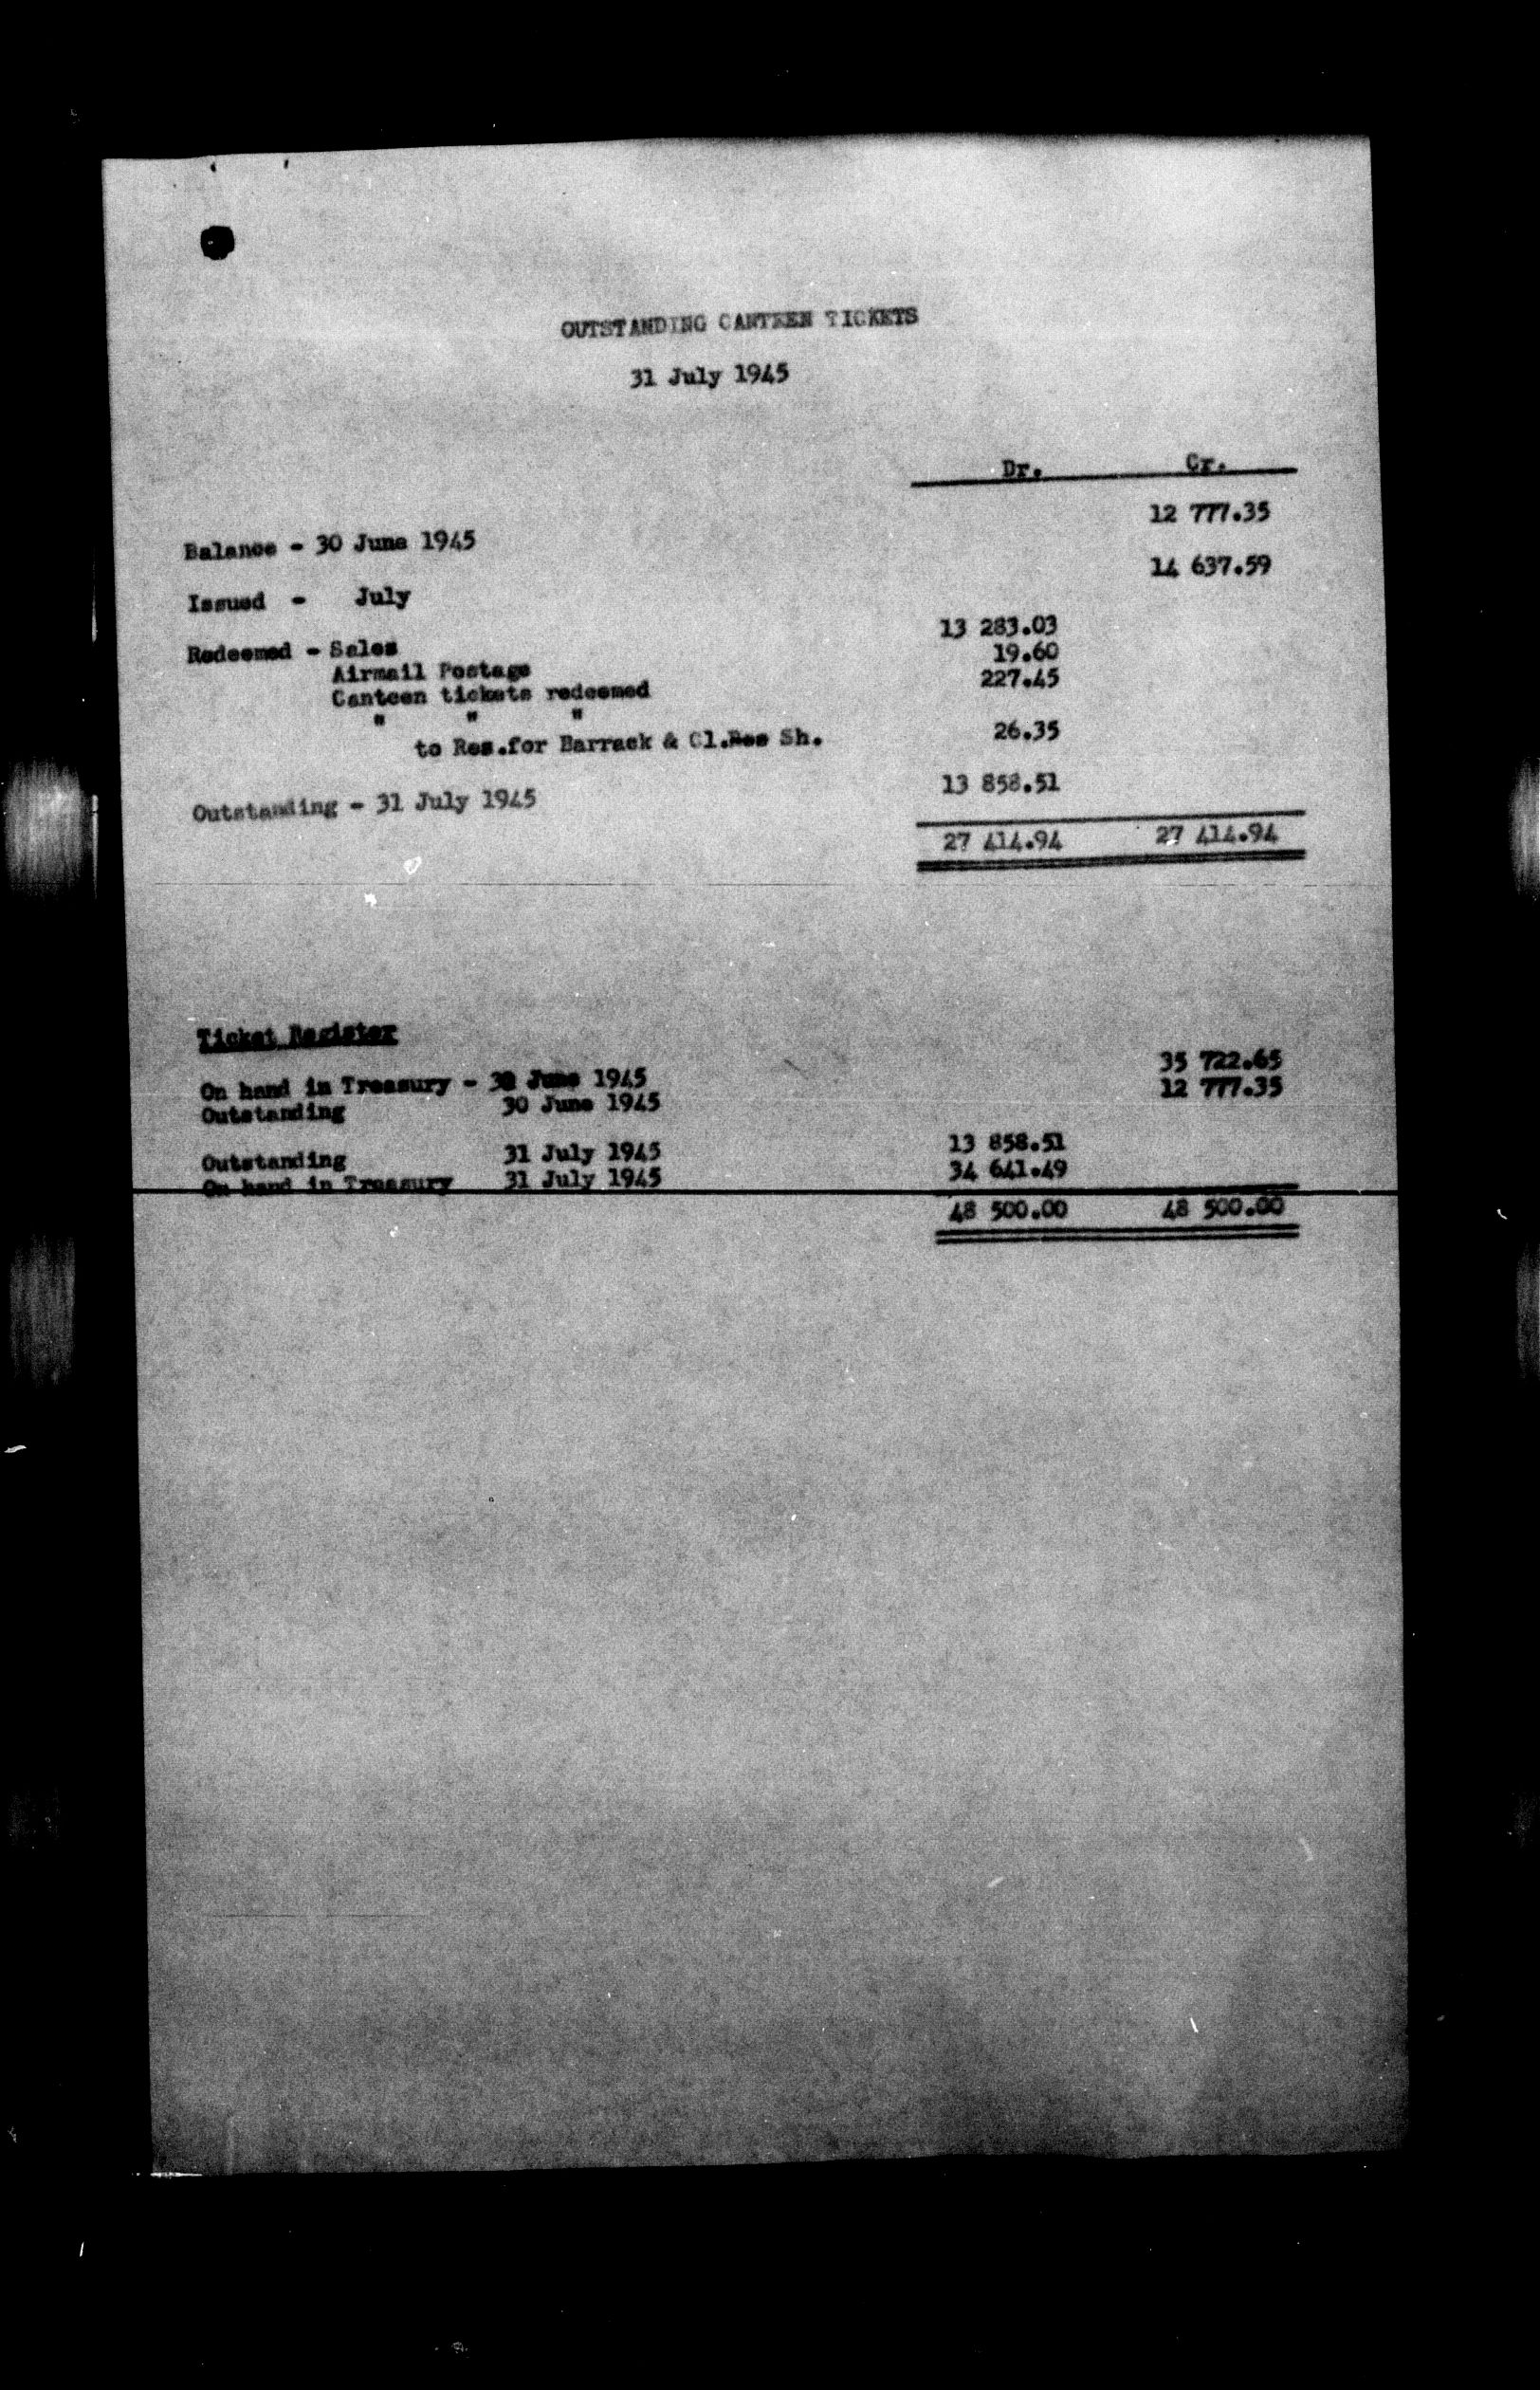 OUTSTANDING CANTEEN TICKETS
31 July 1945
Dr. Cr.
Balance - 30 June 1945 12 777.35
Issued - July 14 637.59
Redeemed - Sales 13 283.03
Airmail Postage 19.60
Canteen tickets redeemed 227.45
" " "
to Res.for Barrack & Cl.Res Sh. 26.35
Outstanding - 31 July 1945 13 858.51
27 414.94 27 414.94
Ticket Register
On hand in Treasury - 30 June 1945 35 722.65
Outstanding 30 June 1945 12 777.35
Outstanding 31 July 1945 13 858.51
On hand in Treasury 31 July 1945 34 641.49
48 500.00 48 500.00